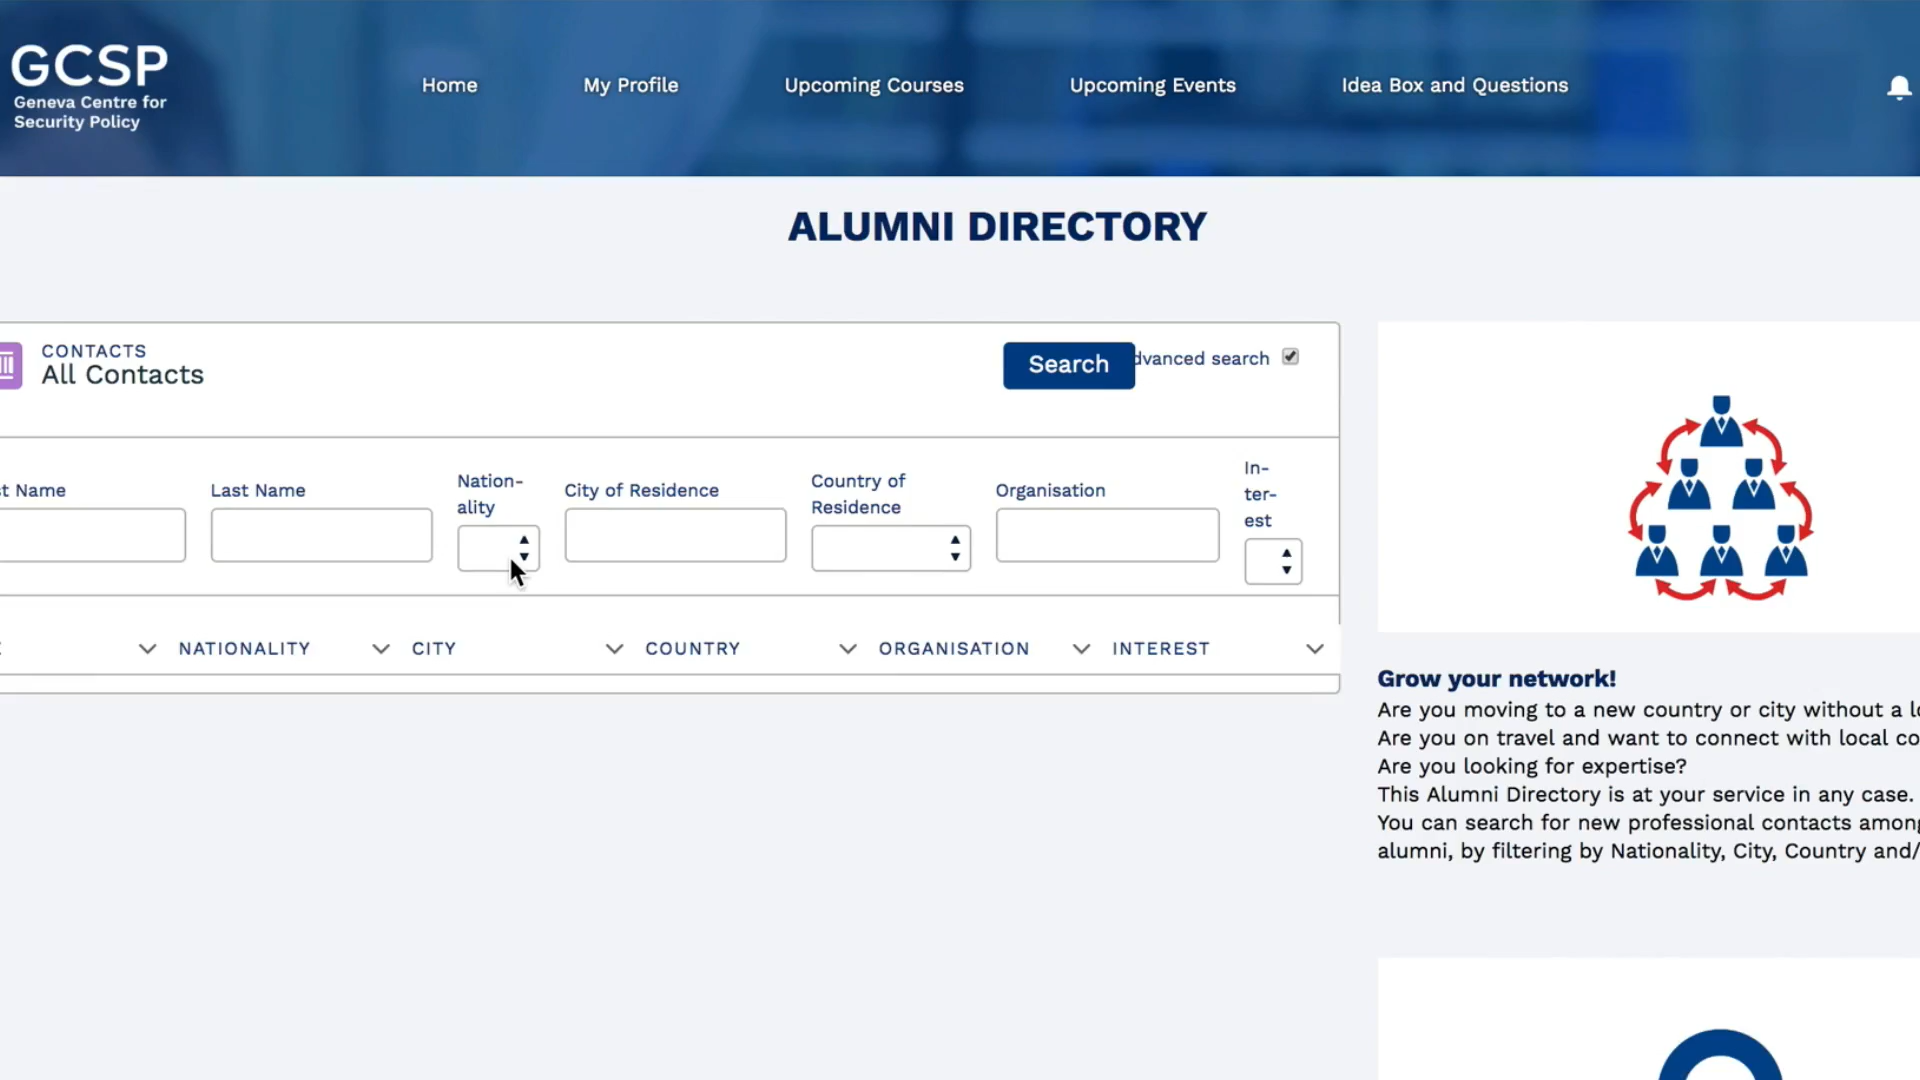 GCSP
Geneva Centre for
Security Policy
Home
My Profile
Upcoming Courses
Upcoming Events
Idea Box and Questions
ALUMNI DIRECTORY
CONTACTS
All Contacts
Search
dvanced search
t Name
Last Name
Nation-
ality
City of Residence
Country of
Residence
Organisation
In-
ter-
est
NATIONALITY
CITY
COUNTRY
ORGANISATION
INTEREST
Grow your network!
Are you moving to a new country or city without a lo
Are you on travel and want to connect with local co
Are you looking for expertise?
This Alumni Directory is at your service in any case.
You can search for new professional contacts among
alumni, by filtering by Nationality, City, Country and/